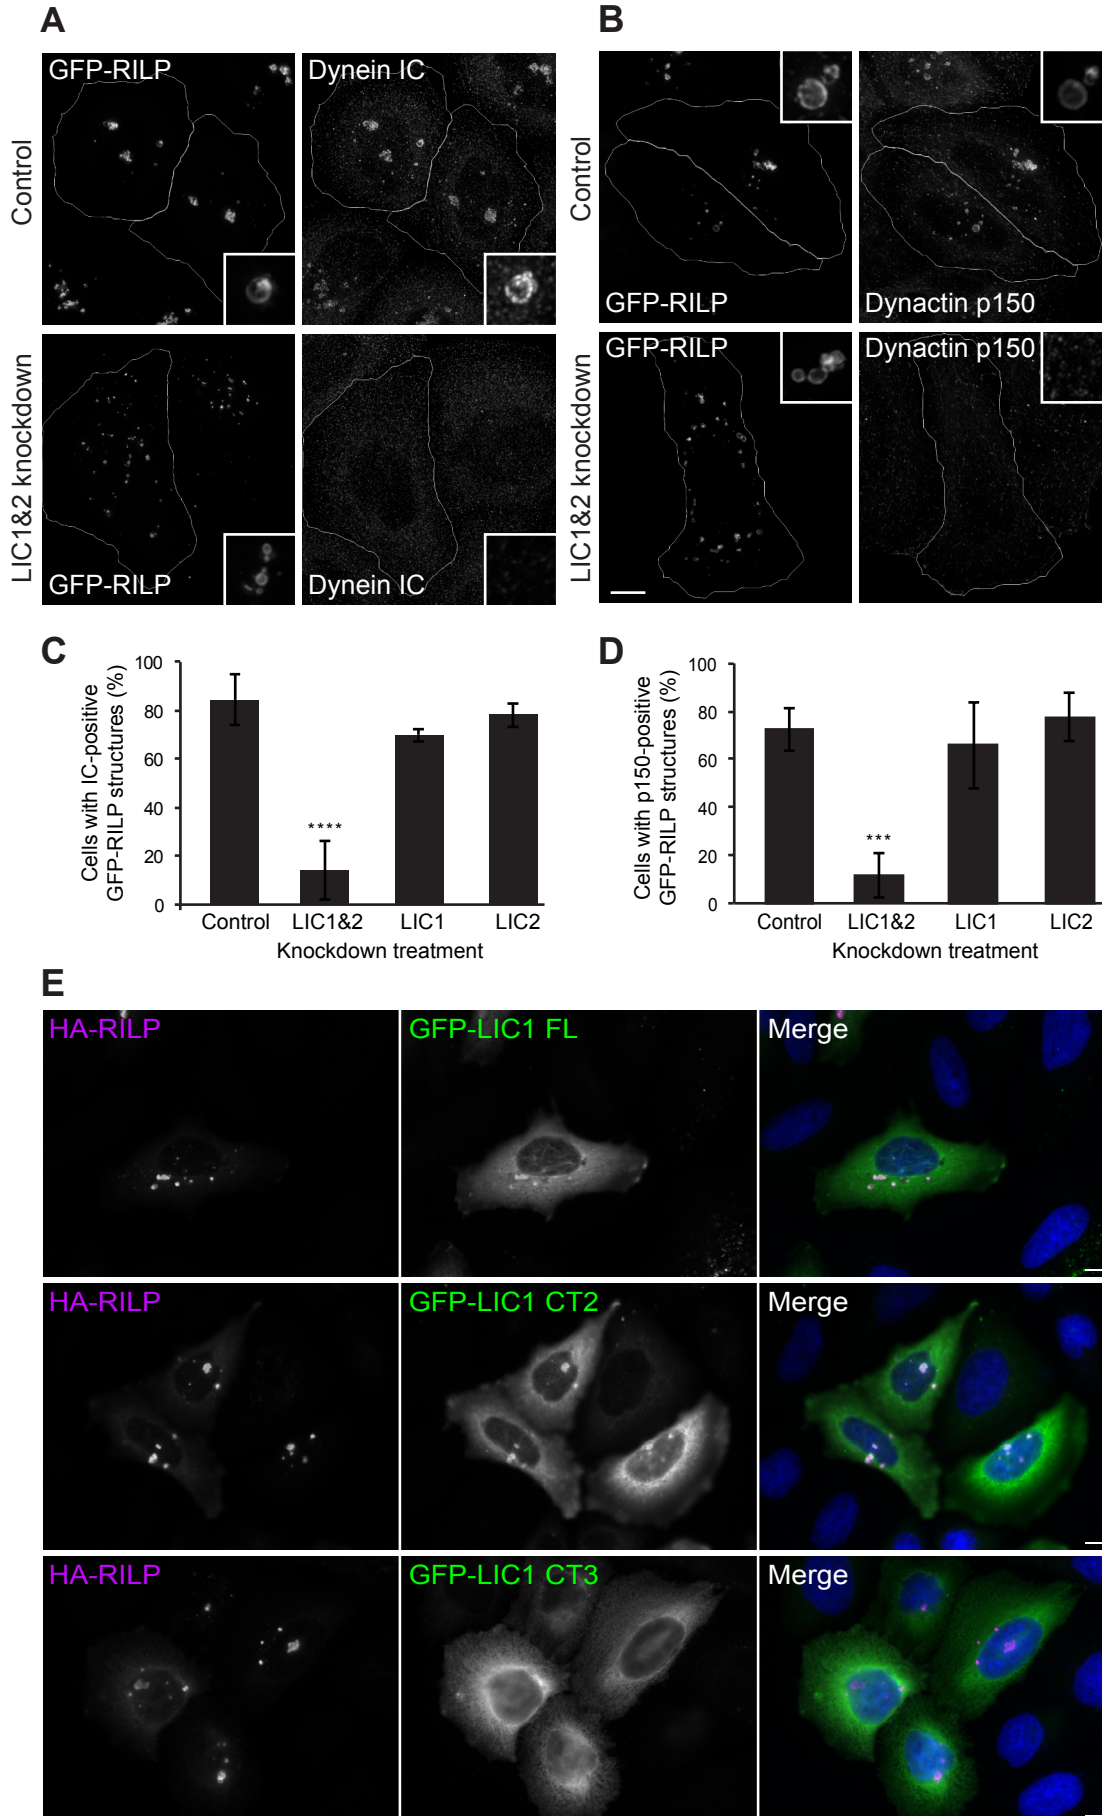 A
B
GFP-RILP
Dynein IC
Control
Control
GFP-RILP
Dynactin p150
LIC1&2 knockdown
GFP-RILP
Dynein IC
LIC1&2 knockdown
GFP-RILP
Dynactin p150
C
Cells with IC-positive
GFP-RILP structures (%)
100
80
60
40
20
0
****
Control
LIC1&2
LIC1
LIC2
Knockdown treatment
D
Cells with p150-positive
GFP-RILP structures (%)
100
80
60
40
20
0
***
Control
LIC1&2
LIC1
LIC2
Knockdown treatment
E
HA-RILP
GFP-LIC1 FL
Merge
HA-RILP
GFP-LIC1 CT2
Merge
HA-RILP
GFP-LIC1 CT3
Merge